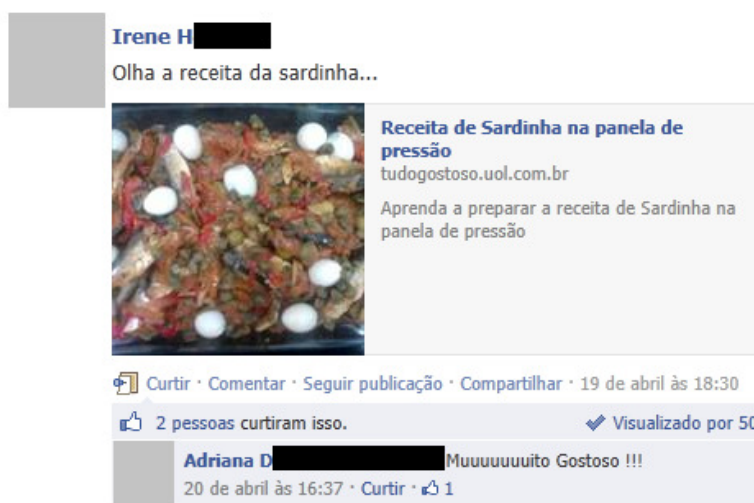 Irene H
Olha a receita da sardinha...
Receita de Sardinha na panela de
pressão
tudogostoso.uol.com.br
Aprenda a preparar a receita de Sardinha na
panela de pressão
Curtir · Comentar · Seguir publicação · Compartilhar · 19 de abril às 18:30
2 pessoas curtiram isso.
Visualizado por 50
Adriana D Muuuuuuuito Gostoso !!!
20 de abril às 16:37 · Curtir · 1